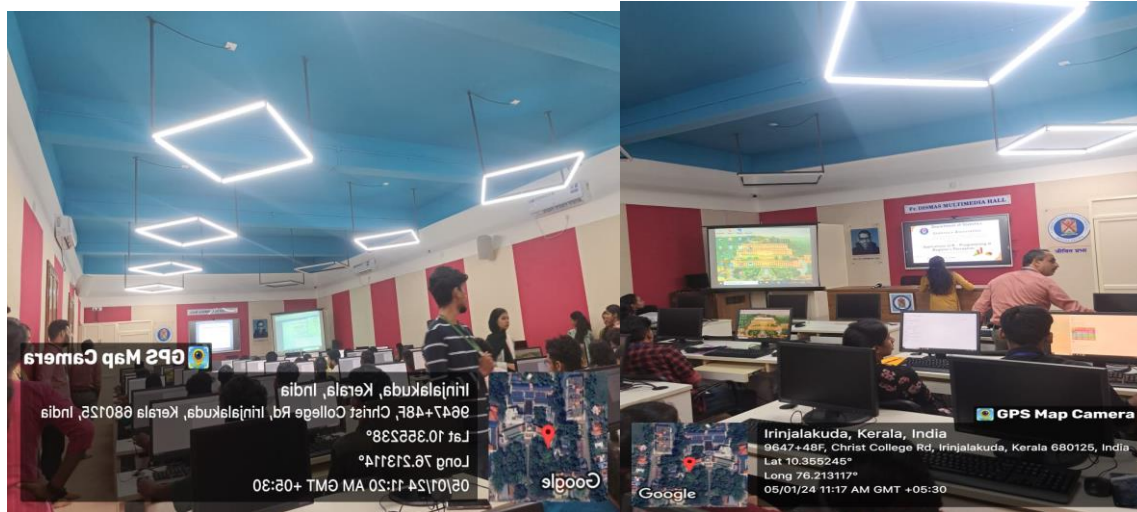 GPS Map Camera
Irinjalakuda, Kerala, India
9647+48F, Christ College Rd, Irinjalakuda, Kerala 680125, India
Lat 10.355238°
Long 76.213114°
05/01/24 11:20 AM GMT +05:30
Google
Fr. DISMAS MULTIMEDIA HALL
GPS Map Camera
Irinjalakuda, Kerala, India
9647+48F, Christ College Rd, Irinjalakuda, Kerala 680125, India
Lat 10.355245°
Long 76.213117°
05/01/24 11:17 AM GMT +05:30
Google